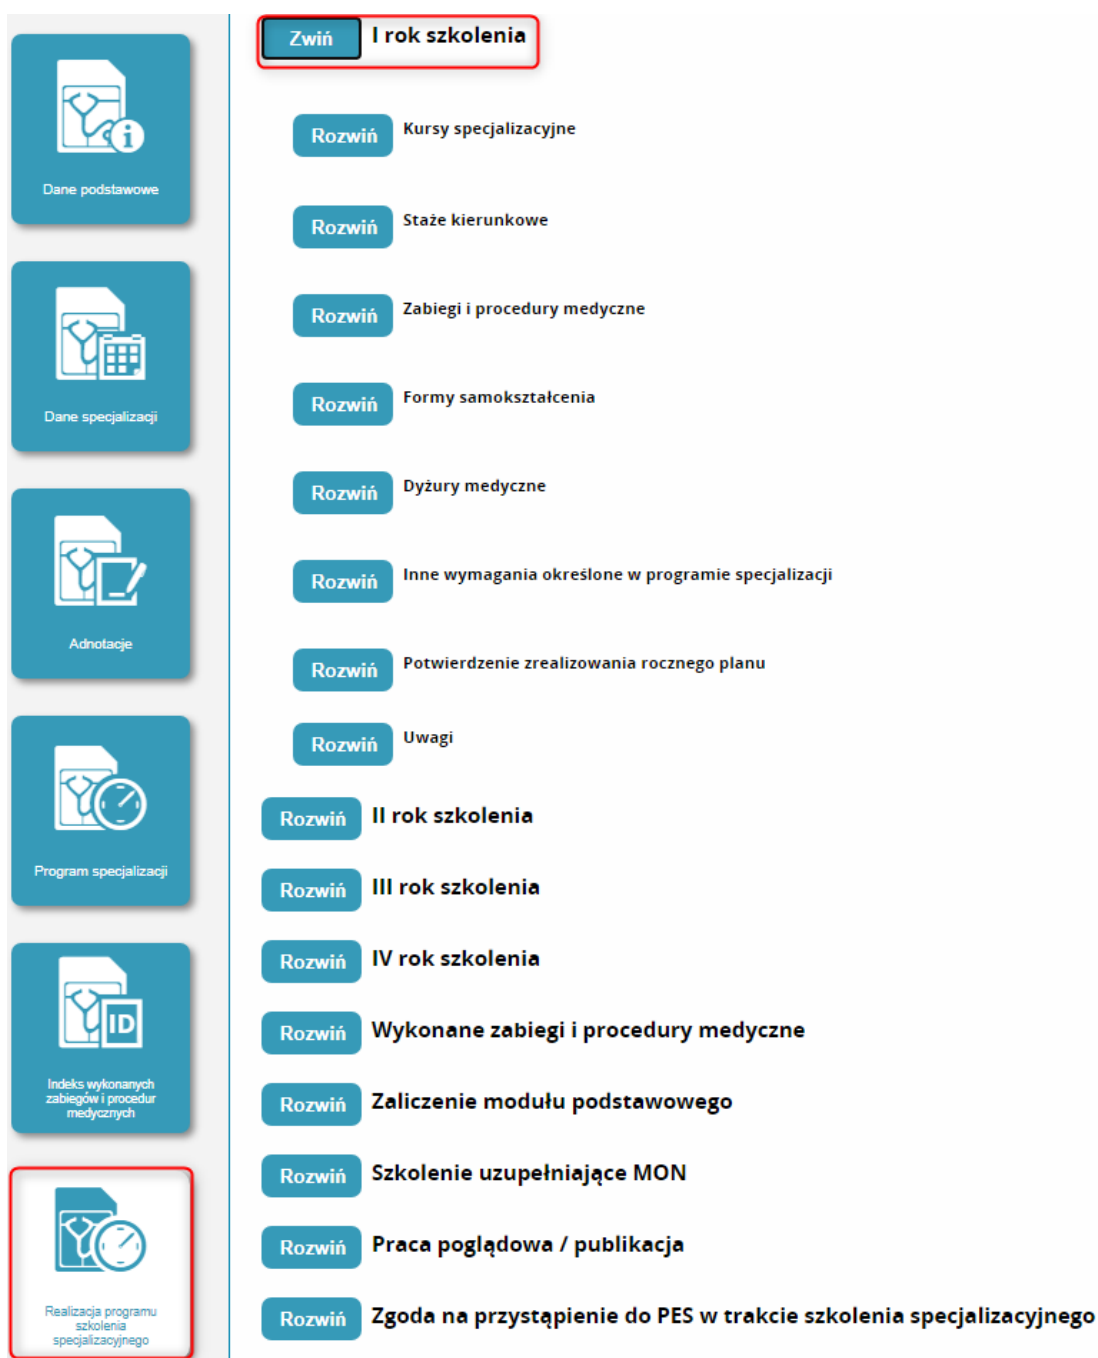 Dane podstawowe
Dane specjalizacji
Adnotacje
Program specjalizacji
ID
Indeks wykonanych
zabiegów i procedur
medycznych
Realizacja programu
szkolenia
specjalizacyjnego
Zwiń I rok szkolenia
Rozwiń Kursy specjalizacyjne
Rozwiń Staże kierunkowe
Rozwiń Zabiegi i procedury medyczne
Rozwiń Formy samokształcenia
Rozwiń Dyżury medyczne
Rozwiń Inne wymagania określone w programie specjalizacji
Rozwiń Potwierdzenie zrealizowania rocznego planu
Rozwiń Uwagi
Rozwiń II rok szkolenia
Rozwiń III rok szkolenia
Rozwiń IV rok szkolenia
Rozwiń Wykonane zabiegi i procedury medyczne
Rozwiń Zaliczenie modułu podstawowego
Rozwiń Szkolenie uzupełniające MON
Rozwiń Praca poglądowa / publikacja
Rozwiń Zgoda na przystąpienie do PES w trakcie szkolenia specjalizacyjnego